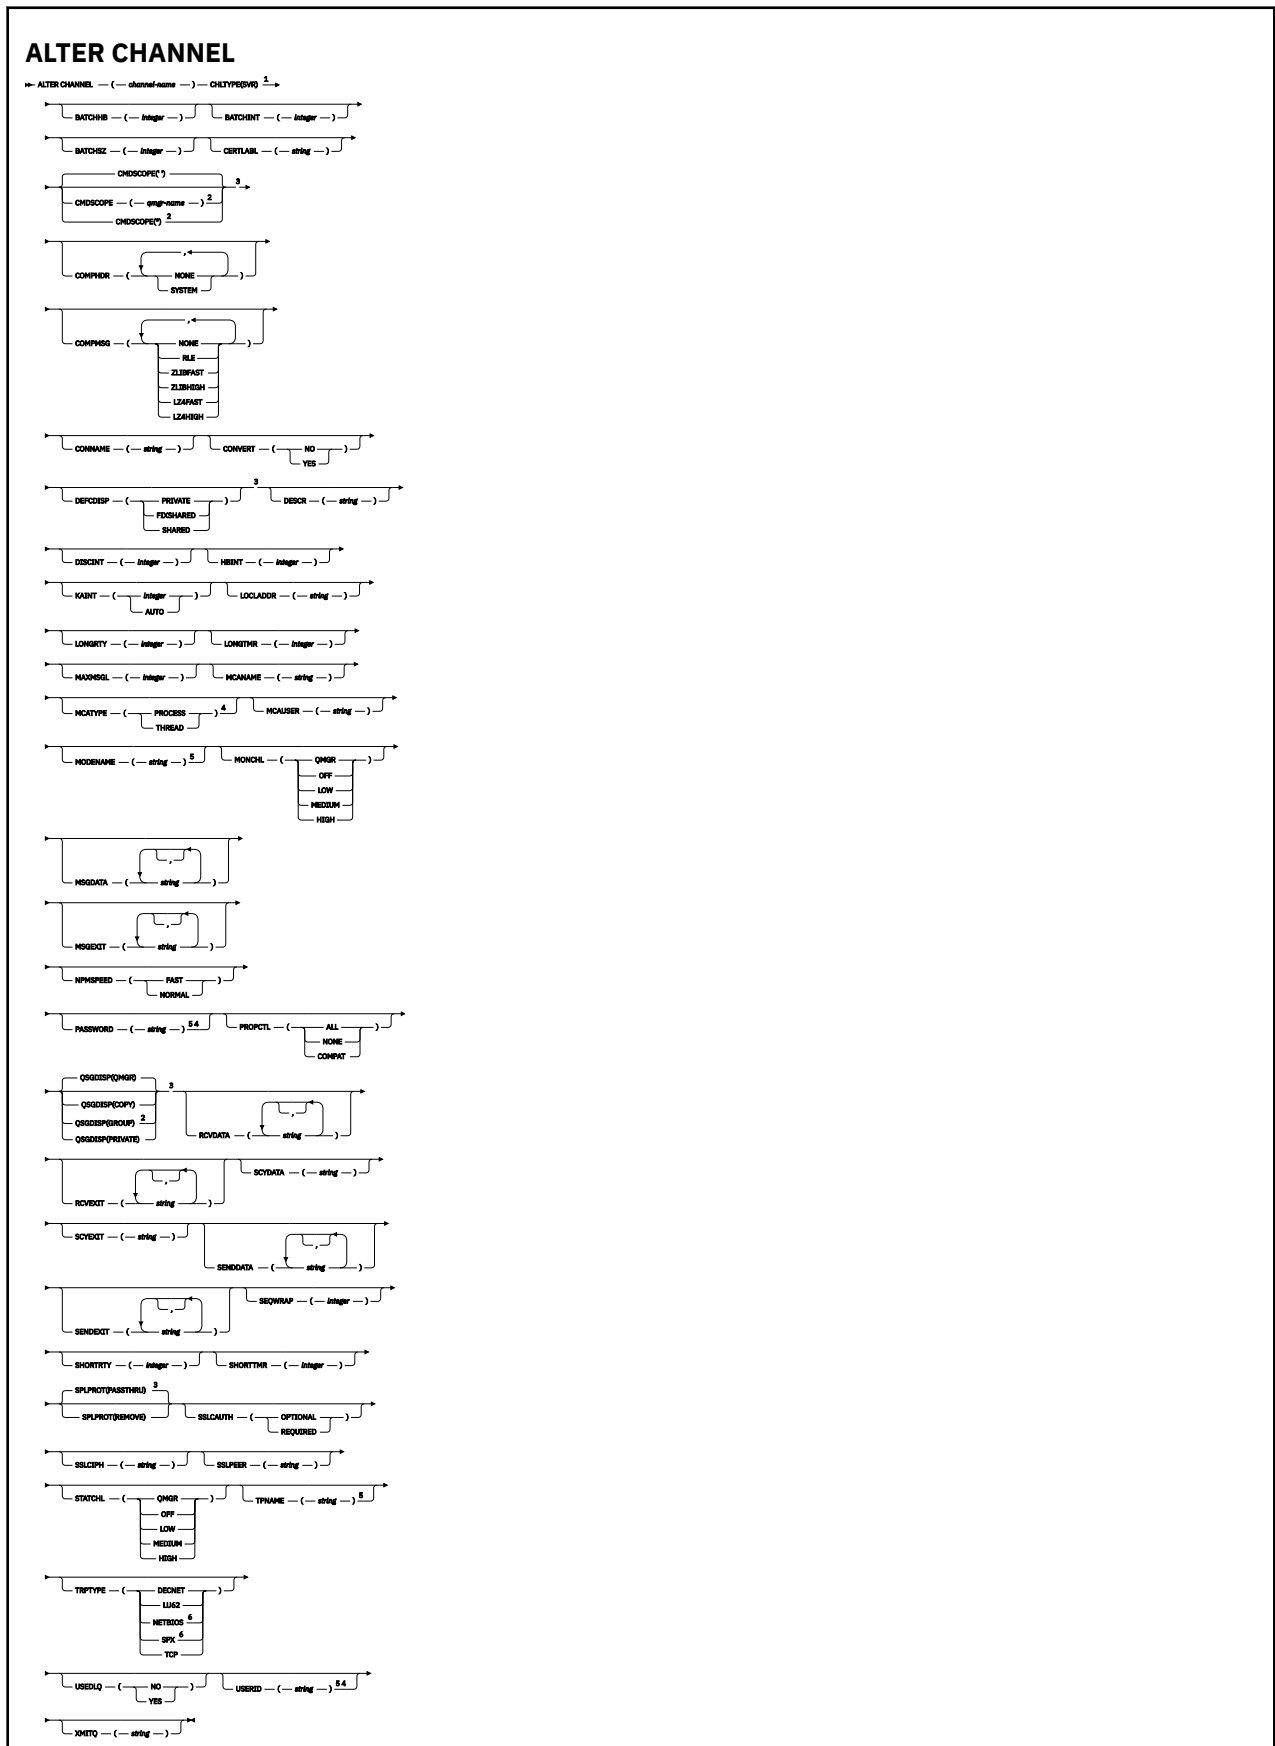 ALTER CHANNEL
ALTER CHANNEL ( channel-name ) CHLTYPE(SVR) 1
BATCHHB ( integer ) BATCHINT ( integer )
BATCHSZ ( integer ) CERTLABL ( string )
CMDSCOPE(' ')
3
CMDSCOPE ( qmgr-name ) 2
CMDSCOPE(*) 2
,
COMPHDR ( NONE )
SYSTEM
,
COMPMSG ( NONE )
RLE
ZLIBFAST
ZLIBHIGH
LZ4FAST
LZ4HIGH
CONNAME ( string ) CONVERT ( NO )
YES
3
DEFCDISP ( PRIVATE ) DESCR ( string )
FIXSHARED
SHARED
DISCINT ( integer ) HBINT ( integer )
KAINT ( integer ) LOCLADDR ( string )
AUTO
LONGRTY ( integer ) LONGTMR ( integer )
MAXMSGL ( integer ) MCANAME ( string )
MCATYPE ( PROCESS ) 4 MCAUSER ( string )
THREAD
MODENAME ( string ) 5 MONCHL ( QMGR )
OFF
LOW
MEDIUM
HIGH
,
MSGDATA ( string )
,
MSGEXIT ( string )
NPMSPEED ( FAST )
NORMAL
PASSWORD ( string ) 5 4 PROPCTL ( ALL )
NONE
COMPAT
QSGDISP(QMGR)
3
QSGDISP(COPY)
,
QSGDISP(GROUP) 2
RCVDATA ( string )
QSGDISP(PRIVATE)
SCYDATA ( string )
,
RCVEXIT ( string )
SCYEXIT ( string )
,
SENDDATA ( string )
SEQWRAP ( integer )
,
SENDEXIT ( string )
SHORTRTY ( integer ) SHORTTMR ( integer )
SPLPROT(PASSTHRU) 3
SPLPROT(REMOVE) SSLCAUTH ( OPTIONAL )
REQUIRED
SSLCIPH ( string ) SSLPEER ( string )
STATCHL ( QMGR ) TPNAME ( string ) 5
OFF
LOW
MEDIUM
HIGH
TRPTYPE ( DECNET )
LU62
NETBIOS 6
SPX 6
TCP
USEDLQ ( NO ) USERID ( string ) 5 4
YES
XMITQ ( string )